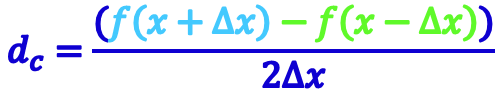 d_c = (f(x + Δx) − f(x − Δx)) / 2Δx